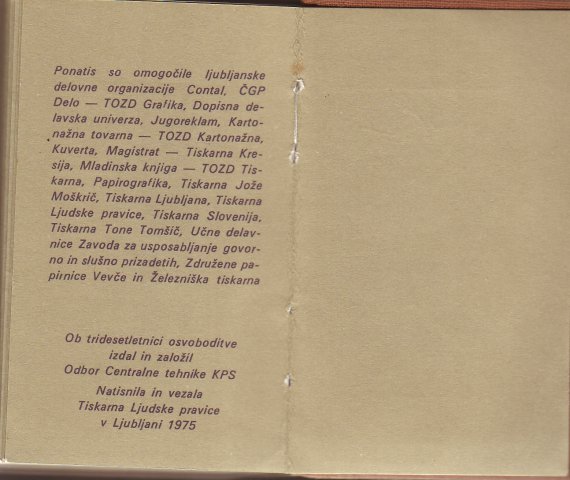 Ponatis so omogočile ljubljanske
delovne organizacije Contal, ČGP
Delo — TOZD Grafika, Dopisna de-
lavska univerza, Jugoreklam, Karto-
nažna tovarna — TOZD Kartonažna,
Kuverta, Magistrat — Tiskarna Kre-
sija, Mladinska knjiga — TOZD Tis-
karna, Papirografika, Tiskarna Jože
Moškrič, Tiskarna Ljubljana, Tiskarna
Ljudske pravice, Tiskarna Slovenija,
Tiskarna Tone Tomšič, Učne delav-
nice Zavoda za usposabljanje govor-
no in slušno prizadetih, Združene pa-
pirnice Vevče in Železniška tiskarna
Ob tridesetletnici osvoboditve
izdal in založil
Odbor Centralne tehnike KPS
Natisnila in vezala
Tiskarna Ljudske pravice
v Ljubljani 1975